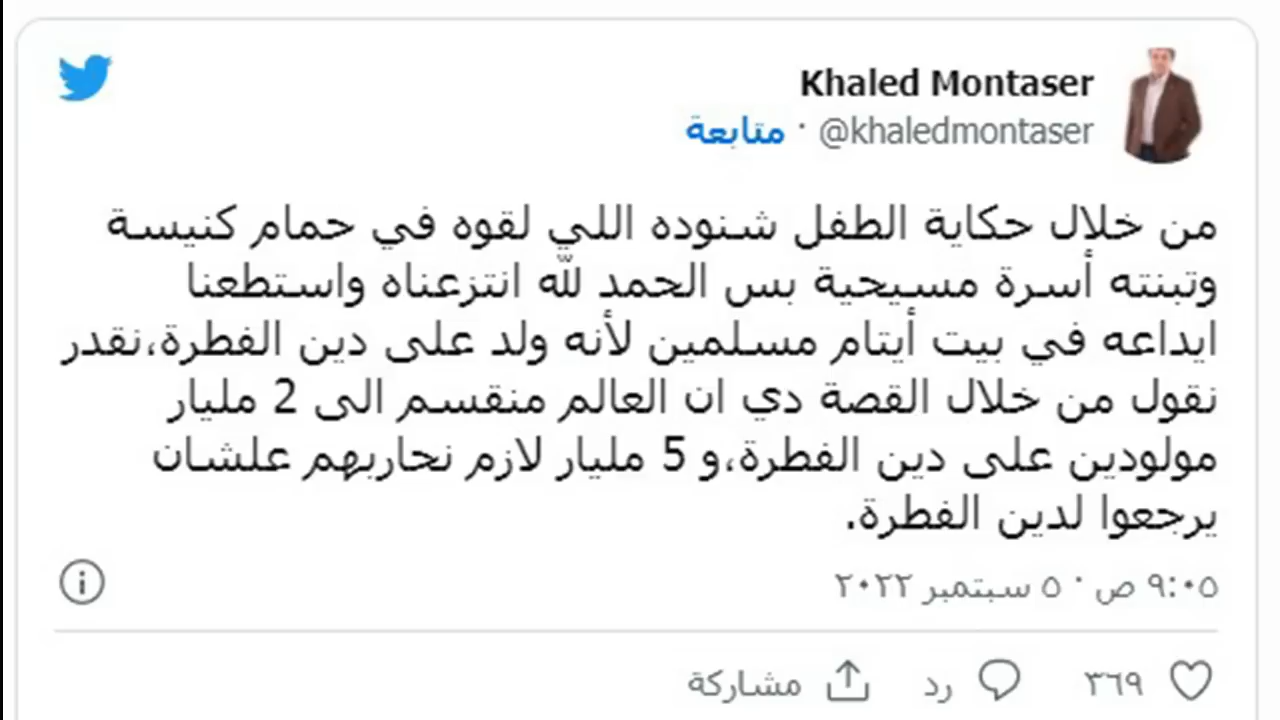 Khaled Montaser
@khaledmontaser · متابعة
من خلال حكاية الطفل شنوده اللي لقوه في حمام كنيسة
وتبنته أسرة مسيحية بس الحمد لله انتزعناه واستطعنا
ايداعه في بيت أيتام مسلمين لأنه ولد على دين الفطرة،نقدر
نقول من خلال القصة دي ان العالم منقسم الى 2 مليار
مولودين على دين الفطرة،و 5 مليار لازم نحاربهم علشان
يرجعوا لدين الفطرة.
٩:٠٥ ص · ٥ سبتمبر ٢٠٢٢
٣٦٩ رد مشاركة